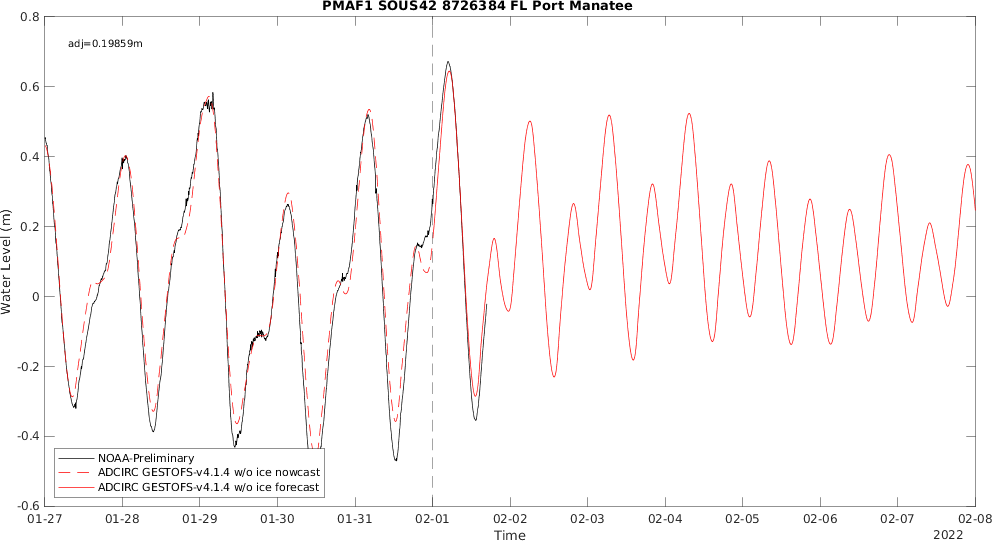 PMAF1 SOUS42 8726384 FL Port Manatee
adj=0.19859m
0.8
0.6
0.4
0.2
0
-0.2
-0.4
-0.6
Water Level (m)
NOAA-Preliminary
ADCIRC GESTOFS-v4.1.4 w/o ice nowcast
ADCIRC GESTOFS-v4.1.4 w/o ice forecast
01-27 01-28 01-29 01-30 01-31 02-01 02-02 02-03 02-04 02-05 02-06 02-07 02-08
Time
2022